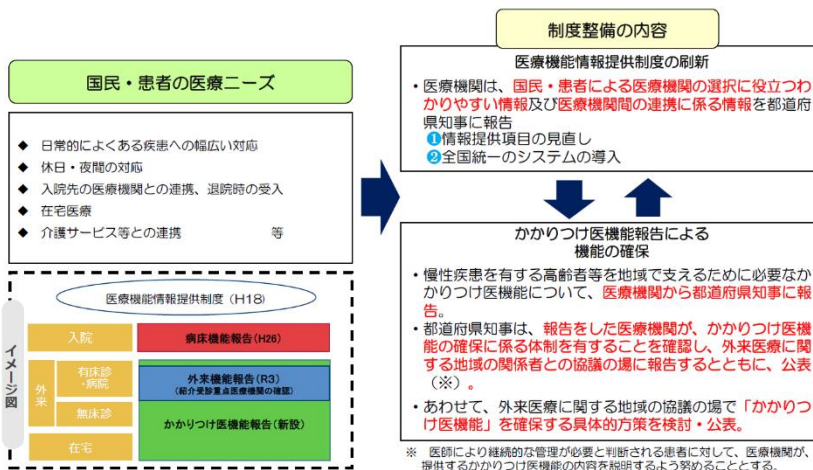 国民・患者の医療ニーズ
◆ 日常的によくある疾患への幅広い対応
◆ 休日・夜間の対応
◆ 入院先の医療機関との連携、退院時の受入
◆ 在宅医療
◆ 介護サービス等との連携 等
イメージ図
医療機能情報提供制度（H18）
入院
病床機能報告（H26）
外来
有床診
・病院
外来機能報告（R3）
（紹介受診重点医療機関の確認）
無床診
かかりつけ医機能報告（新設）
在宅
制度整備の内容
医療機能情報提供制度の刷新
・医療機関は、国民・患者による医療機関の選択に役立つわ
かりやすい情報及び医療機関間の連携に係る情報を都道府
県知事に報告
❶情報提供項目の見直し
❷全国統一のシステムの導入
かかりつけ医機能報告による
機能の確保
・慢性疾患を有する高齢者等を地域で支えるために必要なか
かりつけ医機能について、医療機関から都道府県知事に報
告。
・都道府県知事は、報告をした医療機関が、かかりつけ医機
能の確保に係る体制を有することを確認し、外来医療に関
する地域の関係者との協議の場に報告するとともに、公表
（※）。
・あわせて、外来医療に関する地域の協議の場で「かかりつ
け医機能」を確保する具体的方策を検討・公表。
※ 医師により継続的な管理が必要と判断される患者に対して、医療機関が、
提供するかかりつけ医機能の内容を説明するよう努めることとする。